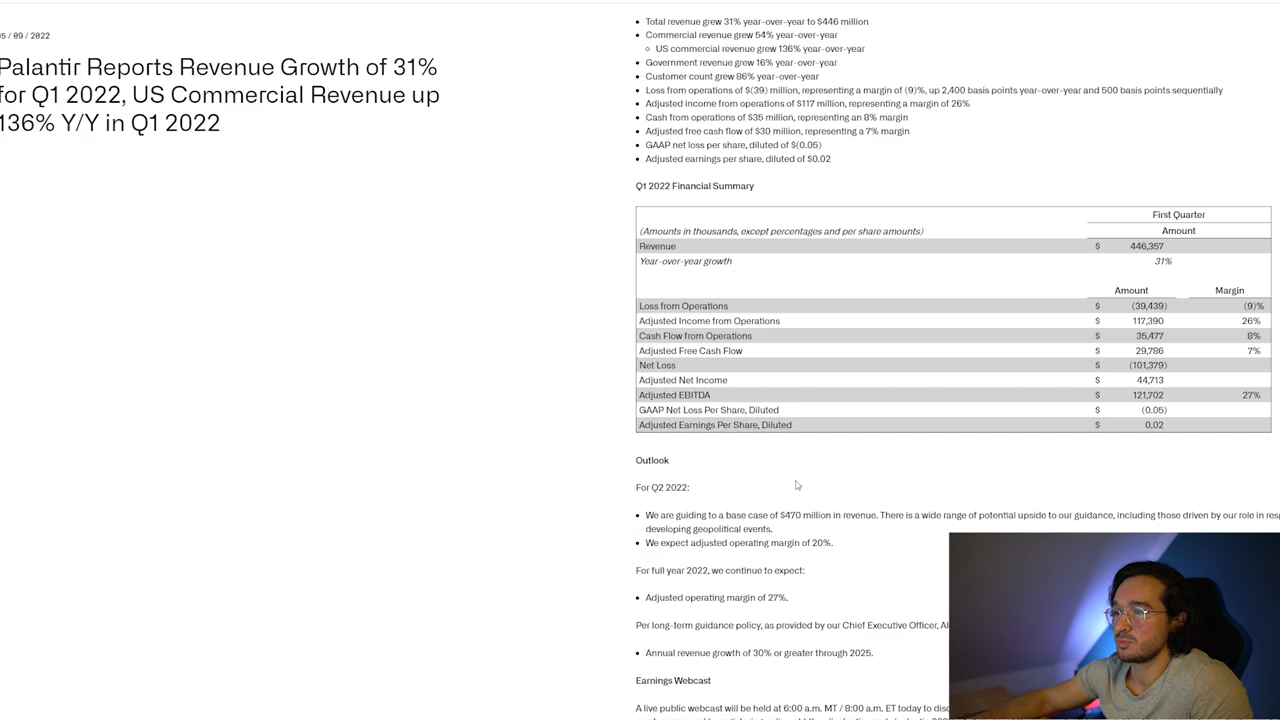 05 / 09 / 2022
Palantir Reports Revenue Growth of 31%
for Q1 2022, US Commercial Revenue up
136% Y/Y in Q1 2022
Total revenue grew 31% year-over-year to $446 million
Commercial revenue grew 54% year-over-year
US commercial revenue grew 136% year-over-year
Government revenue grew 16% year-over-year
Customer count grew 86% year-over-year
Loss from operations of $(39) million, representing a margin of (9)%, up 2,400 basis points year-over-year and 500 basis points sequentially
Adjusted income from operations of $117 million, representing a margin of 26%
Cash from operations of $35 million, representing an 8% margin
Adjusted free cash flow of $30 million, representing a 7% margin
GAAP net loss per share, diluted of $(0.05)
Adjusted earnings per share, diluted of $0.02
Q1 2022 Financial Summary
First Quarter
(Amounts in thousands, except percentages and per share amounts) Amount
Revenue $ 446,357
Year-over-year growth 31%
Amount Margin
Loss from Operations $ (39,439) (9)%
Adjusted Income from Operations $ 117,390 26%
Cash Flow from Operations $ 35,477 8%
Adjusted Free Cash Flow $ 29,786 7%
Net Loss $ (101,379)
Adjusted Net Income $ 44,713
Adjusted EBITDA $ 121,702 27%
GAAP Net Loss Per Share, Diluted $ (0.05)
Adjusted Earnings Per Share, Diluted $ 0.02
Outlook
For Q2 2022:
We are guiding to a base case of $470 million in revenue. There is a wide range of potential upside to our guidance, including those driven by our role in
developing geopolitical events.
We expect adjusted operating margin of 20%.
For full year 2022, we continue to expect:
Adjusted operating margin of 27%.
Per long-term guidance policy, as provided by our Chief Executive Officer,
Annual revenue growth of 30% or greater through 2025.
Earnings Webcast
A live public webcast will be held at 6:00 a.m. MT / 8:00 a.m. ET today to